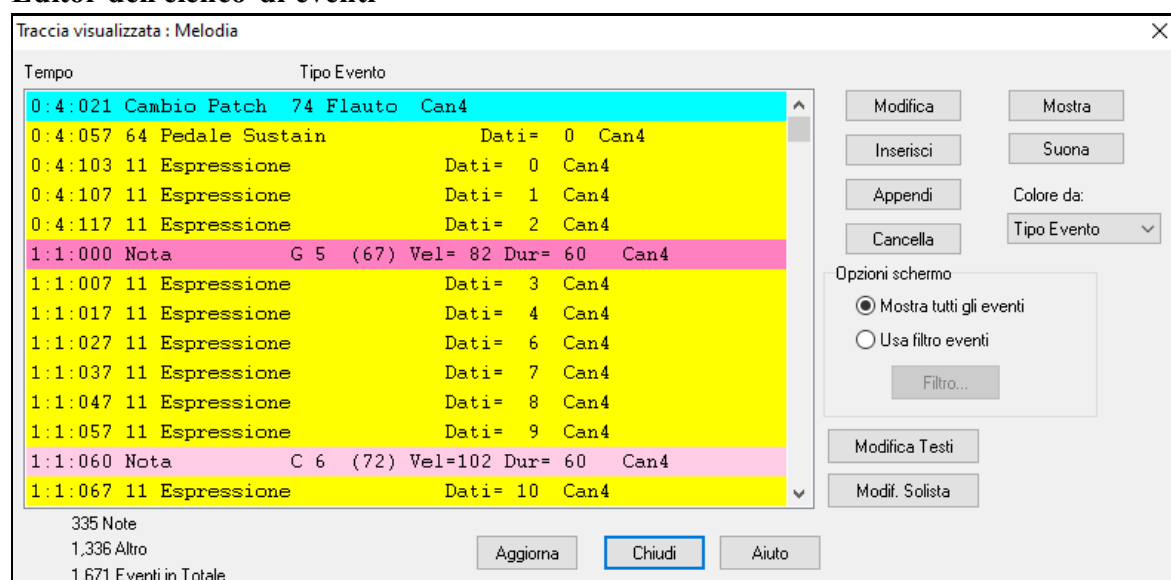 Editor dell'elenco di eventi
Traccia visualizzata : Melodia
Tempo Tipo Evento
0:4:021 Cambio Patch 74 Flauto Can4
0:4:057 64 Pedale Sustain Dati= 0 Can4
0:4:103 11 Espressione Dati= 0 Can4
0:4:107 11 Espressione Dati= 1 Can4
0:4:117 11 Espressione Dati= 2 Can4
1:1:000 Nota G 5 (67) Vel= 82 Dur= 60 Can4
1:1:007 11 Espressione Dati= 3 Can4
1:1:017 11 Espressione Dati= 4 Can4
1:1:027 11 Espressione Dati= 6 Can4
1:1:037 11 Espressione Dati= 7 Can4
1:1:047 11 Espressione Dati= 8 Can4
1:1:057 11 Espressione Dati= 9 Can4
1:1:060 Nota C 6 (72) Vel=102 Dur= 60 Can4
1:1:067 11 Espressione Dati= 10 Can4
Modifica Mostra
Inserisci Suona
Appendi Colore da:
Cancella Tipo Evento
Opzioni schermo
Mostra tutti gli eventi
Usa filtro eventi
Filtro...
Modifica Testi
Modif. Solista
335 Note
1,336 Altro
1,671 Eventi in Totale
Aggiorna Chiudi Aiuto